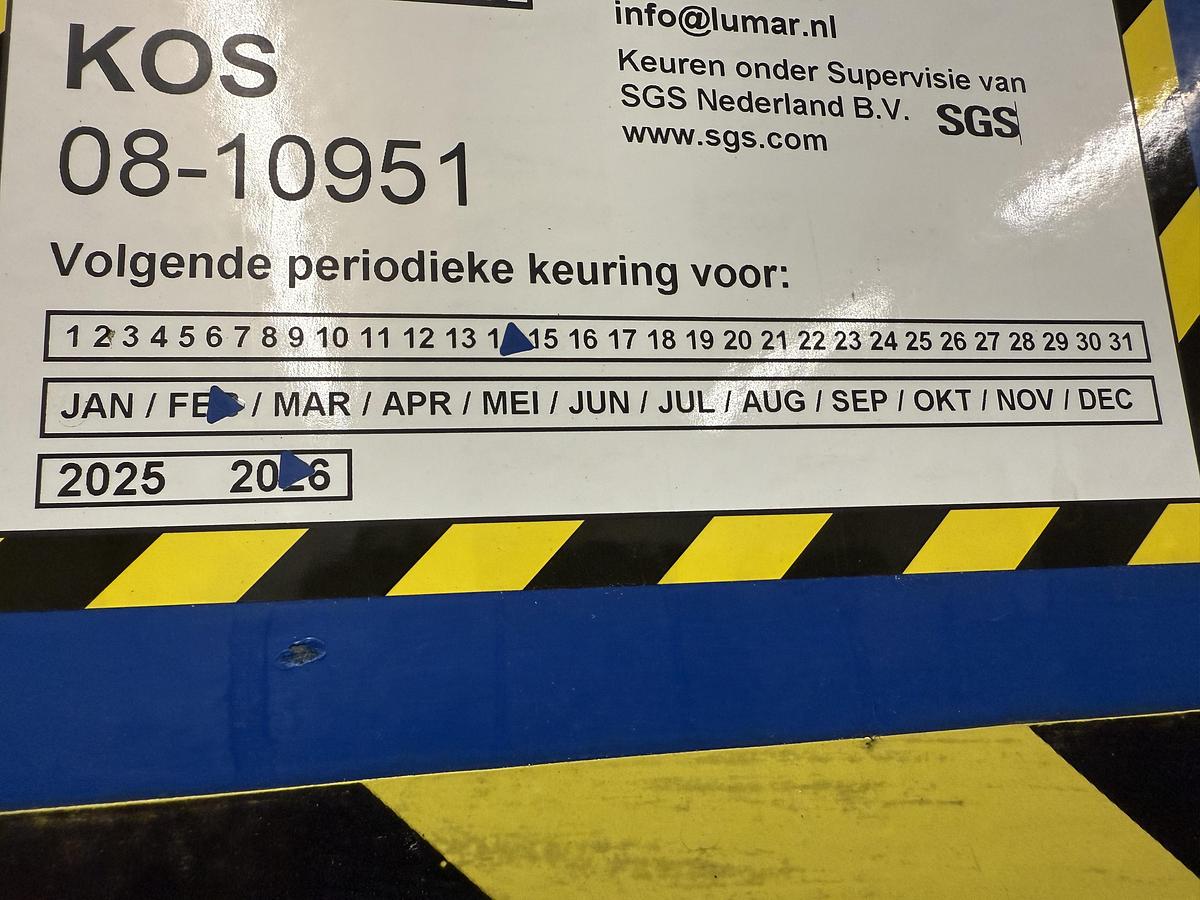 KOS
08-10951
info@lumar.nl
Keuren onder Supervisie van
SGS Nederland B.V. SGS
www.sgs.com
Volgende periodieke keuring voor:
1 2 3 4 5 6 7 8 9 10 11 12 13 1 15 16 17 18 19 20 21 22 23 24 25 26 27 28 29 30 31
JAN / FEB / MAR / APR / MEI / JUN / JUL / AUG / SEP / OKT / NOV / DEC
2025 2026